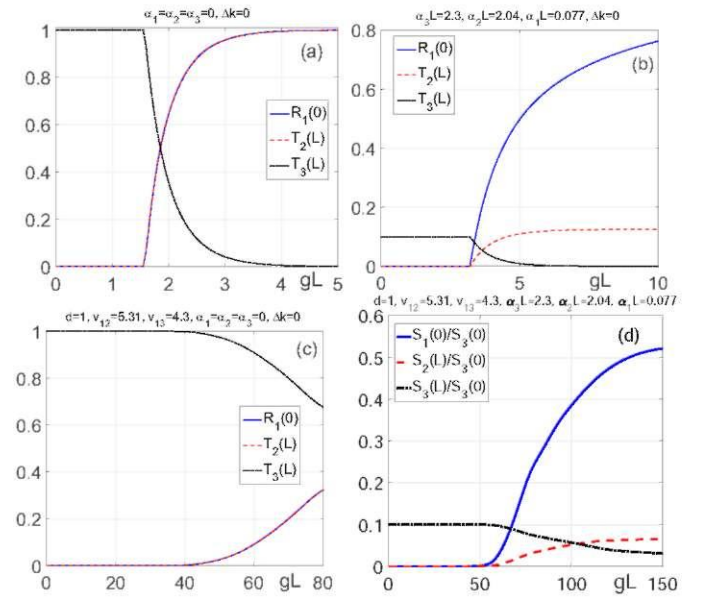 α₁=α₂=α₃=0, Δk=0
1
0.8
0.6
0.4
0.2
0
(a)
R₁(0)
T₂(L)
T₃(L)
0 1 2 3 4 5
gL
α₃L=2.3, α₂L=2.04, α₁L=0.077, Δk=0
0.8
0.6
0.4
0.2
0
R₁(0)
T₂(L)
T₃(L)
(b)
5 10
gL
d=1, v₁₂=5.31, v₁₃=4.3, α₁=α₂=α₃=0, Δk=0
1
0.8
0.6
0.4
0.2
0
(c)
R₁(0)
T₂(L)
T₃(L)
0 20 40 60 80
gL
d=1, v₁₂=5.31, v₁₃=4.3, α₃L=2.3, α₂L=2.04, α₁L=0.077
0.6
0.5
0.4
0.3
0.2
0.1
0
S₁(0)/S₃(0)
S₂(L)/S₃(0)
S₃(L)/S₃(0)
(d)
0 50 100 150
gL